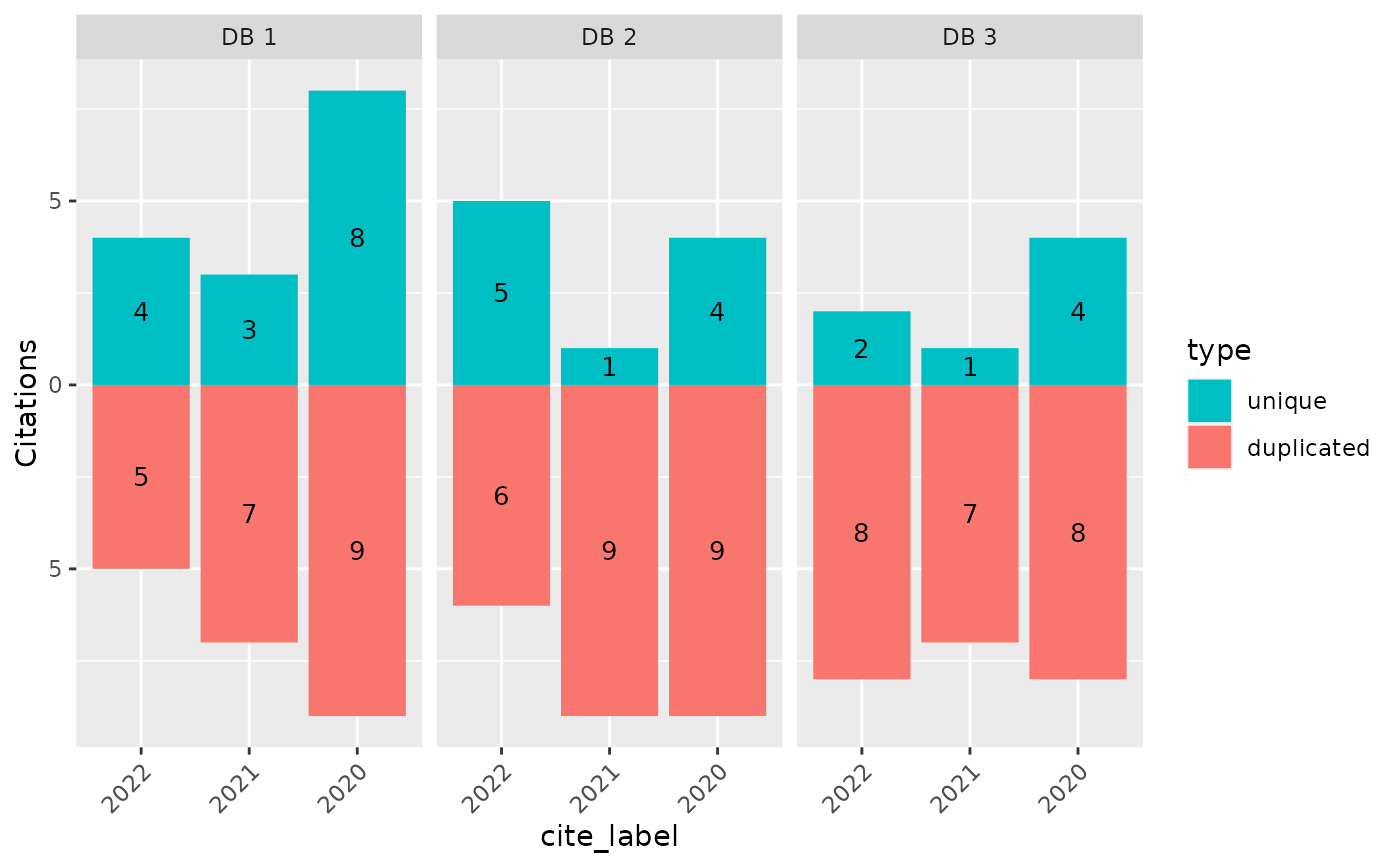 DB 1 DB 2 DB 3
Citations
5
0
5
4 3 8 5 1 4 2 1 4
5 7 9 6 9 9 8 7 8
2022 2021 2020 2022 2021 2020 2022 2021 2020
cite_label
type
unique
duplicated